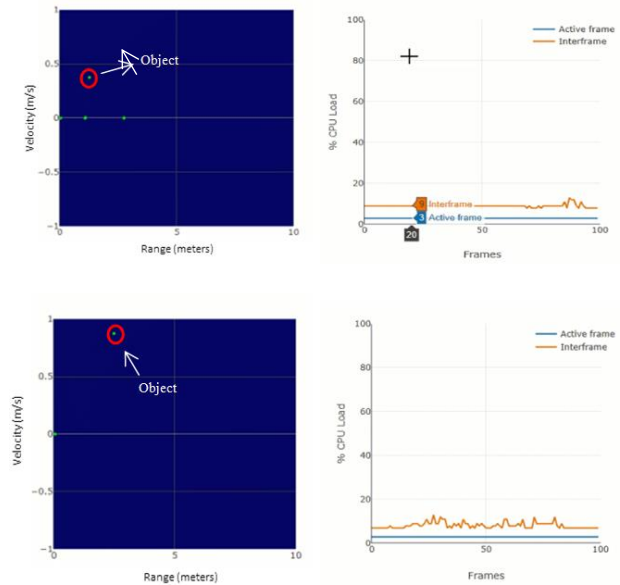 1
0.5
0
−0.5
−1
0
5
10
Velocity (m/s)
Range (meters)
Object
100
80
60
40
20
0
0
100
% CPU Load
Frames
Active frame
Interframe
9 Interframe
3 Active frame
20
1
0.5
0
−0.5
−1
0
5
10
Velocity (m/s)
Range (meters)
Object
100
80
60
40
20
0
0
50
100
% CPU Load
Frames
Active frame
Interframe